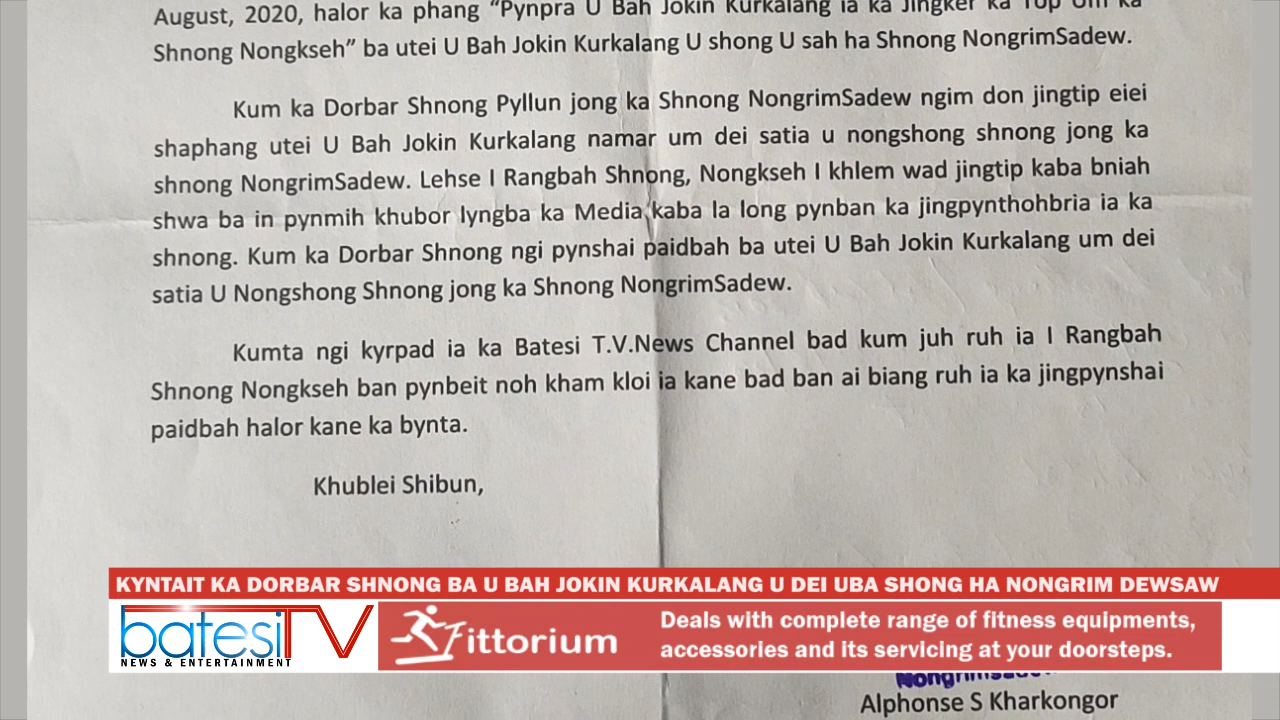 August, 2020, halor ka phang “Pynpra U Bah Jokin Kurkalang ia ka Jingker ka Top Um ka
Shnong Nongkseh” ba utei U Bah Jokin Kurkalang U shong U sah ha Shnong NongrimSadew.
Kum ka Dorbar Shnong Pyllun jong ka Shnong NongrimSadew ngim don jingtip eiei
shaphang utei U Bah Jokin Kurkalang namar um dei satia u nongshong shnong jong ka
shnong NongrimSadew. Lehse I Rangbah Shnong, Nongkseh I khlem wad jingtip kaba bniah
shwa ba in pynmih khubor lyngba ka Media kaba la long pynban ka jingpynthohbria ia ka
shnong. Kum ka Dorbar Shnong ngi pynshai paidbah ba utei U Bah Jokin Kurkalang um dei
satia U Nongshong Shnong jong ka Shnong NongrimSadew.
Kumta ngi kyrpad ia ka Batesi T.V.News Channel bad kum juh ruh ia I Rangbah
Shnong Nongkseh ban pynbeit noh kham kloi ia kane bad ban ai biang ruh ia ka jingpynshai
paidbah halor kane ka bynta.
Khublei Shibun,
KYNTAIT KA DORBAR SHNONG BA U BAH JOKIN KURKALANG U DEI UBA SHONG HA NONGRIM DEWSAW
batesi TV
NEWS & ENTERTAINMENT
Fittorium
Deals with complete range of fitness equipments,
accessories and its servicing at your doorsteps.
Alphonse S Kharkongor